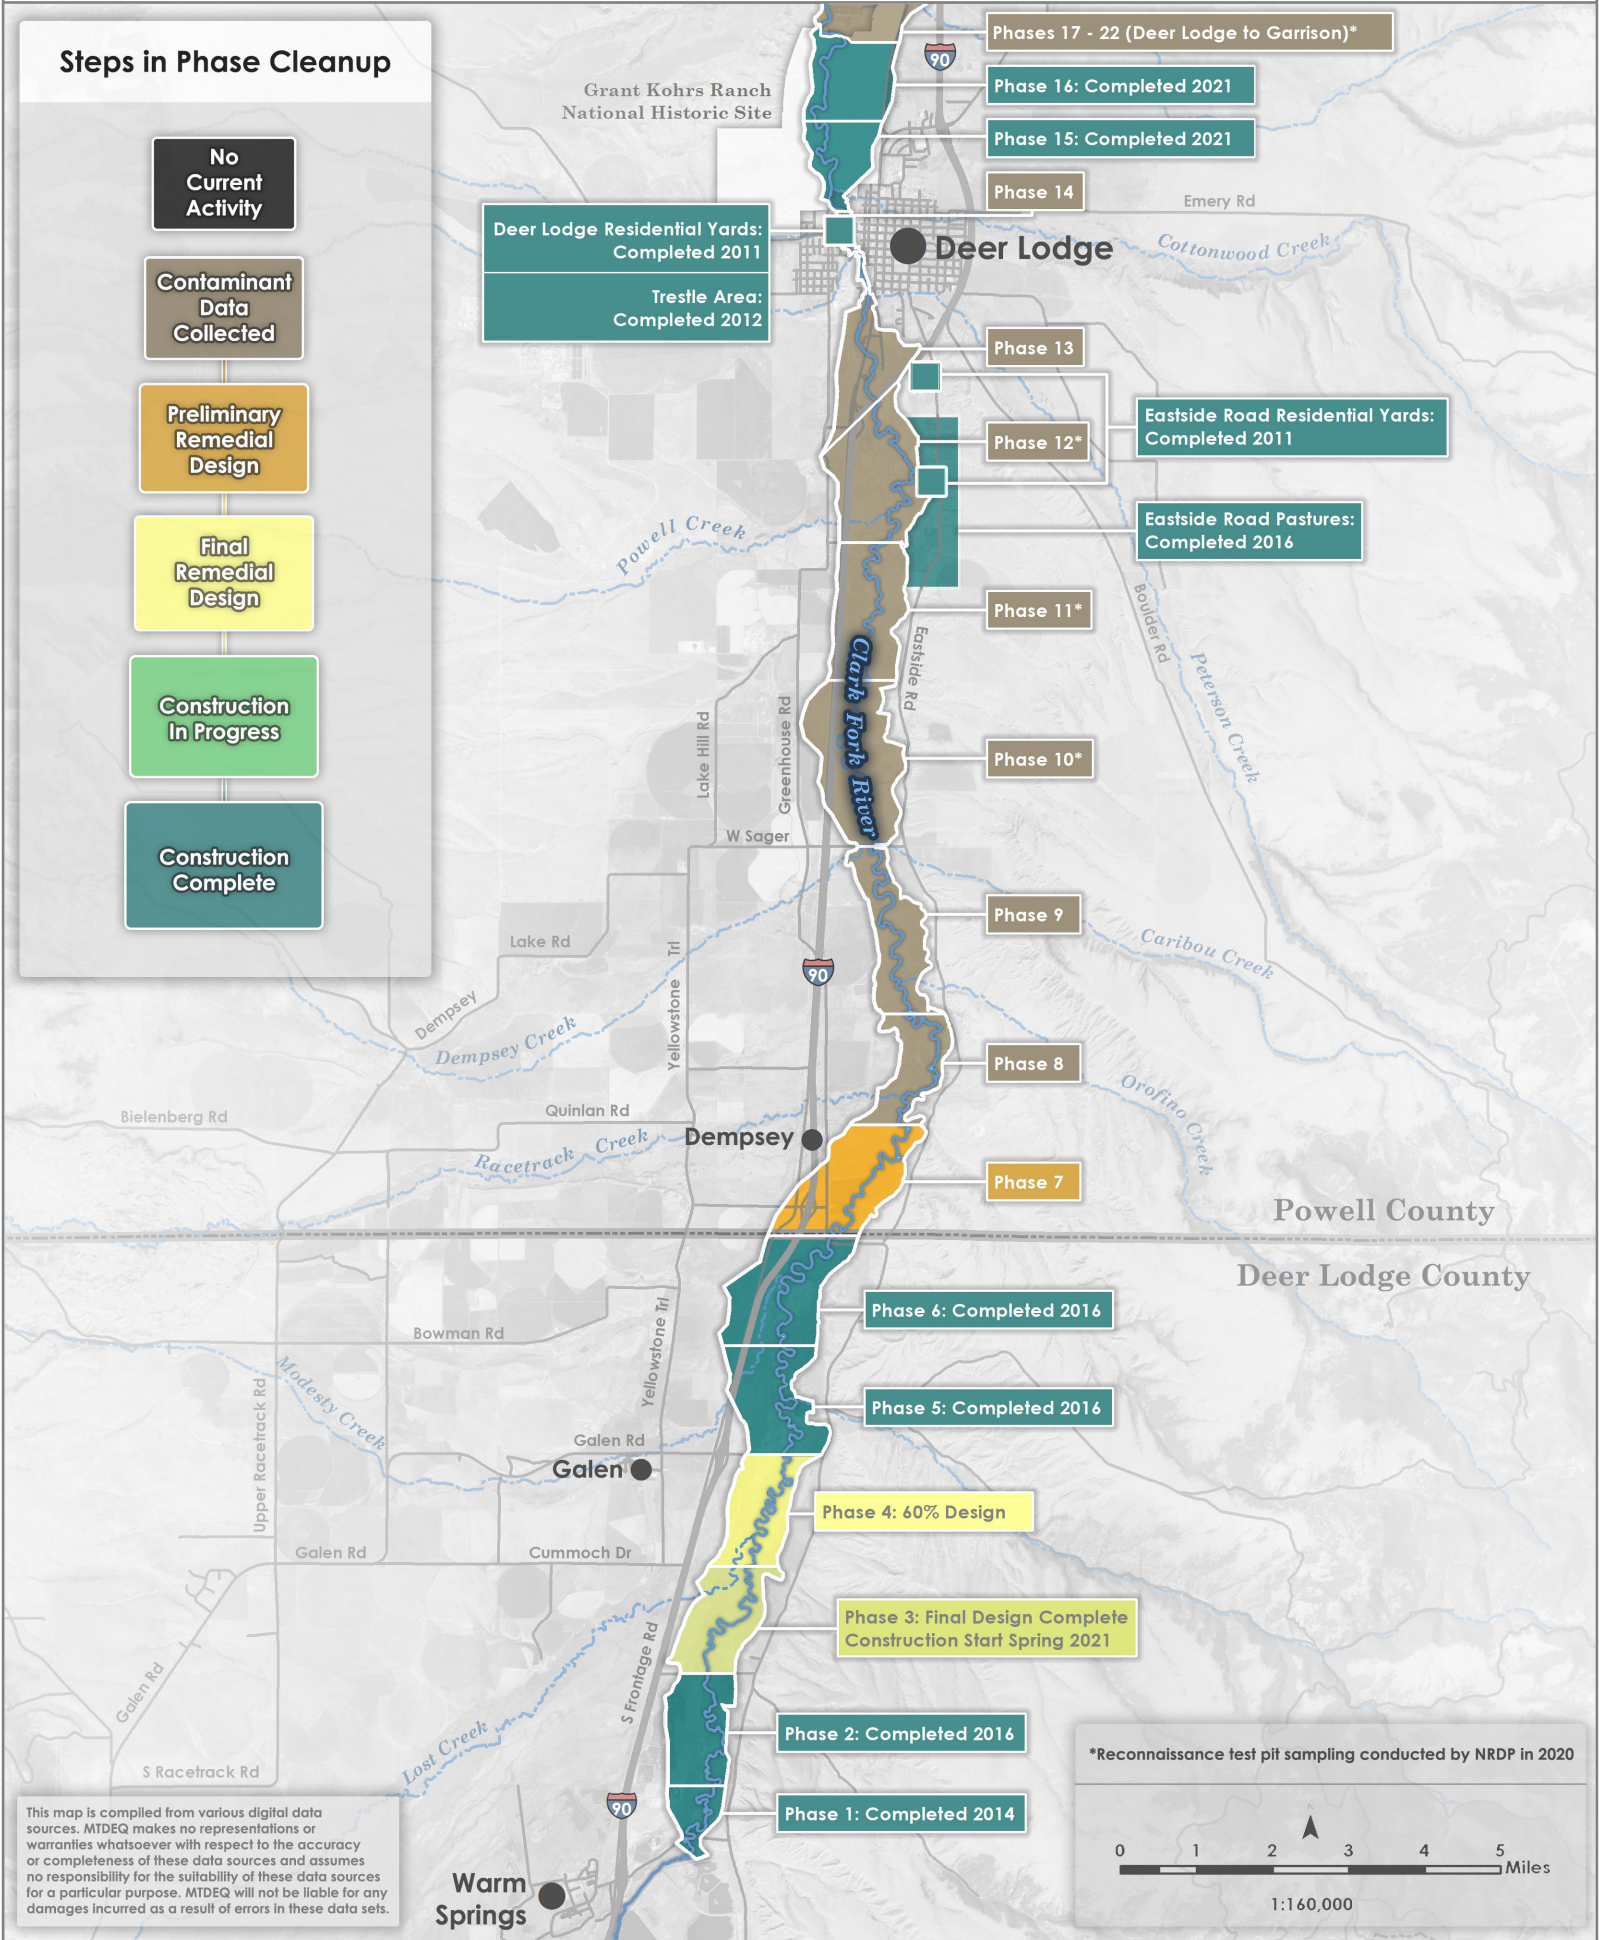 Steps in Phase Cleanup
No
Current
Activity
Contaminant
Data
Collected
Preliminary
Remedial
Design
Final
Remedial
Design
Construction
In Progress
Construction
Complete
Phases 17 - 22 (Deer Lodge to Garrison)*
90
Grant Kohrs Ranch
National Historic Site
Phase 16: Completed 2021
Phase 15: Completed 2021
Phase 14
Emery Rd
Deer Lodge Residential Yards:
Completed 2011
Trestle Area:
Completed 2012
Deer Lodge
Cottonwood Creek
Phase 13
Eastside Road Residential Yards:
Completed 2011
Phase 12*
Eastside Road Pastures:
Completed 2016
Powell Creek
Phase 11*
Boulder Rd
Eastside Rd
Peterson Creek
Clark Fork River
Lake Hill Rd
Greenhouse Rd
Phase 10*
W Sager
Phase 9
Lake Rd
Yellowstone Trl
Caribou Creek
90
Dempsey
Dempsey Creek
Phase 8
Orofino Creek
Bielenberg Rd
Quinlan Rd
Racetrack Creek
Dempsey
Phase 7
Powell County
Deer Lodge County
Phase 6: Completed 2016
Bowman Rd
Yellowstone Trl
Modesty Creek
Upper Racetrack Rd
Phase 5: Completed 2016
Galen Rd
Galen
Phase 4: 60% Design
Galen Rd
Cummoch Dr
Phase 3: Final Design Complete
Construction Start Spring 2021
Galen Rd
S Frontage Rd
Lost Creek
S Racetrack Rd
Phase 2: Completed 2016
90
Phase 1: Completed 2014
Warm
Springs
This map is compiled from various digital data
sources. MTDEQ makes no representations or
warranties whatsoever with respect to the accuracy
or completeness of these data sources and assumes
no responsibility for the suitability of these data sources
for a particular purpose. MTDEQ will not be liable for any
damages incurred as a result of errors in these data sets.
*Reconnaissance test pit sampling conducted by NRDP in 2020
N
0 1 2 3 4 5
Miles
1:160,000